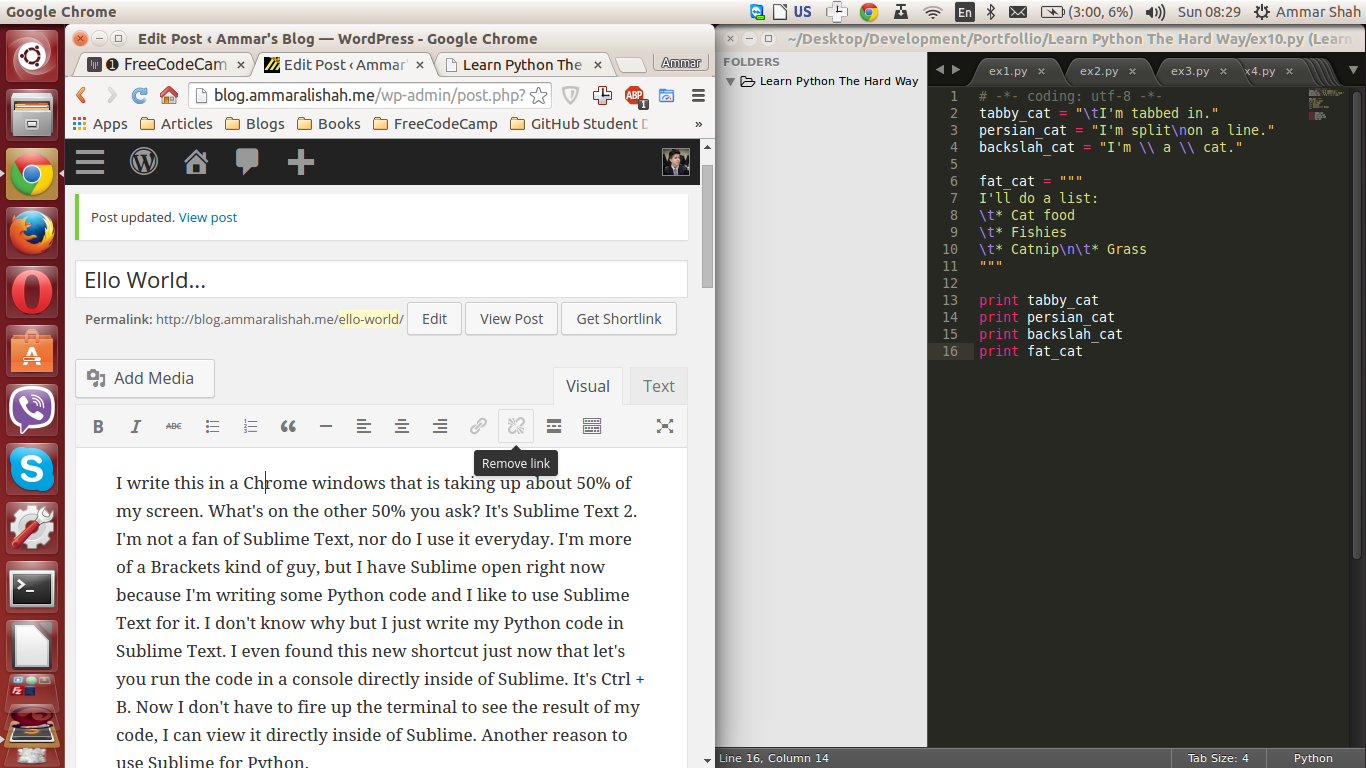 Google Chrome
US
En
(3:00, 6%)
Sun 08:29
Ammar Shah
Edit Post ‹ Ammar's Blog — WordPress - Google Chrome
FreeCodeCam
Edit Post ‹ Ammar'
Learn Python The
Ammar
blog.ammaralishah.me/wp-admin/post.php?
ABP
1
Apps
Articles
Blogs
Books
FreeCodeCamp
GitHub Student D
»
Post updated. View post
Ello World...
Permalink: http://blog.ammaralishah.me/ello-world/
Edit
View Post
Get Shortlink
Add Media
Visual
Text
B
I
ABC
Remove link
I write this in a Chrome windows that is taking up about 50% of
my screen. What's on the other 50% you ask? It's Sublime Text 2.
I'm not a fan of Sublime Text, nor do I use it everyday. I'm more
of a Brackets kind of guy, but I have Sublime open right now
because I'm writing some Python code and I like to use Sublime
Text for it. I don't know why but I just write my Python code in
Sublime Text. I even found this new shortcut just now that let's
you run the code in a console directly inside of Sublime. It's Ctrl +
B. Now I don't have to fire up the terminal to see the result of my
code, I can view it directly inside of Sublime. Another reason to
use Sublime for Python.
~/Desktop/Development/Portfollio/Learn Python The Hard Way/ex10.py (Learn
FOLDERS
Learn Python The Hard Way
ex1.py
ex2.py
ex3.py
x4.py
1 # -*- coding: utf-8 -*-
2 tabby_cat = "\tI'm tabbed in."
3 persian_cat = "I'm split\non a line."
4 backslah_cat = "I'm \\ a \\ cat."
5
6 fat_cat = """
7 I'll do a list:
8 \t* Cat food
9 \t* Fishies
10 \t* Catnip\n\t* Grass
11 """
12
13 print tabby_cat
14 print persian_cat
15 print backslah_cat
16 print fat_cat
Line 16, Column 14
Tab Size: 4
Python